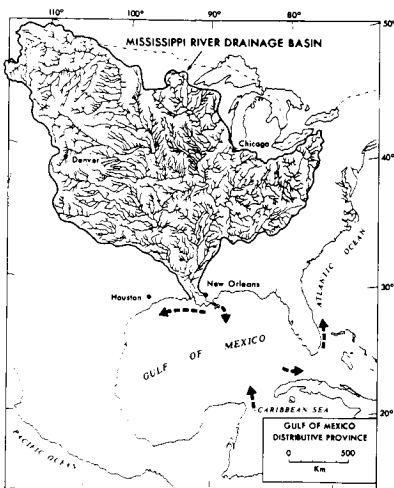 110° 100° 90° 80°
50°
MISSISSIPPI RIVER DRAINAGE BASIN
Chicago
Denver
40°
ATLANTIC OCEAN
New Orleans
30°
Houston
GULF OF MEXICO
CARIBBEAN SEA
20°
PACIFIC OCEAN
GULF OF MEXICO
DISTRIBUTIVE PROVINCE
0 500
Km